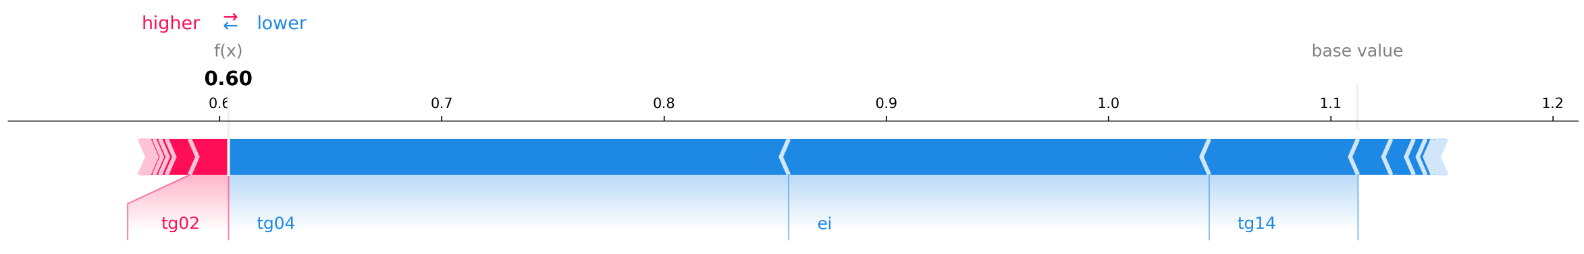 higher ⇄ lower
f(x) base value
0.60
0.6 0.7 0.8 0.9 1.0 1.1 1.2
tg02 tg04 ei tg14